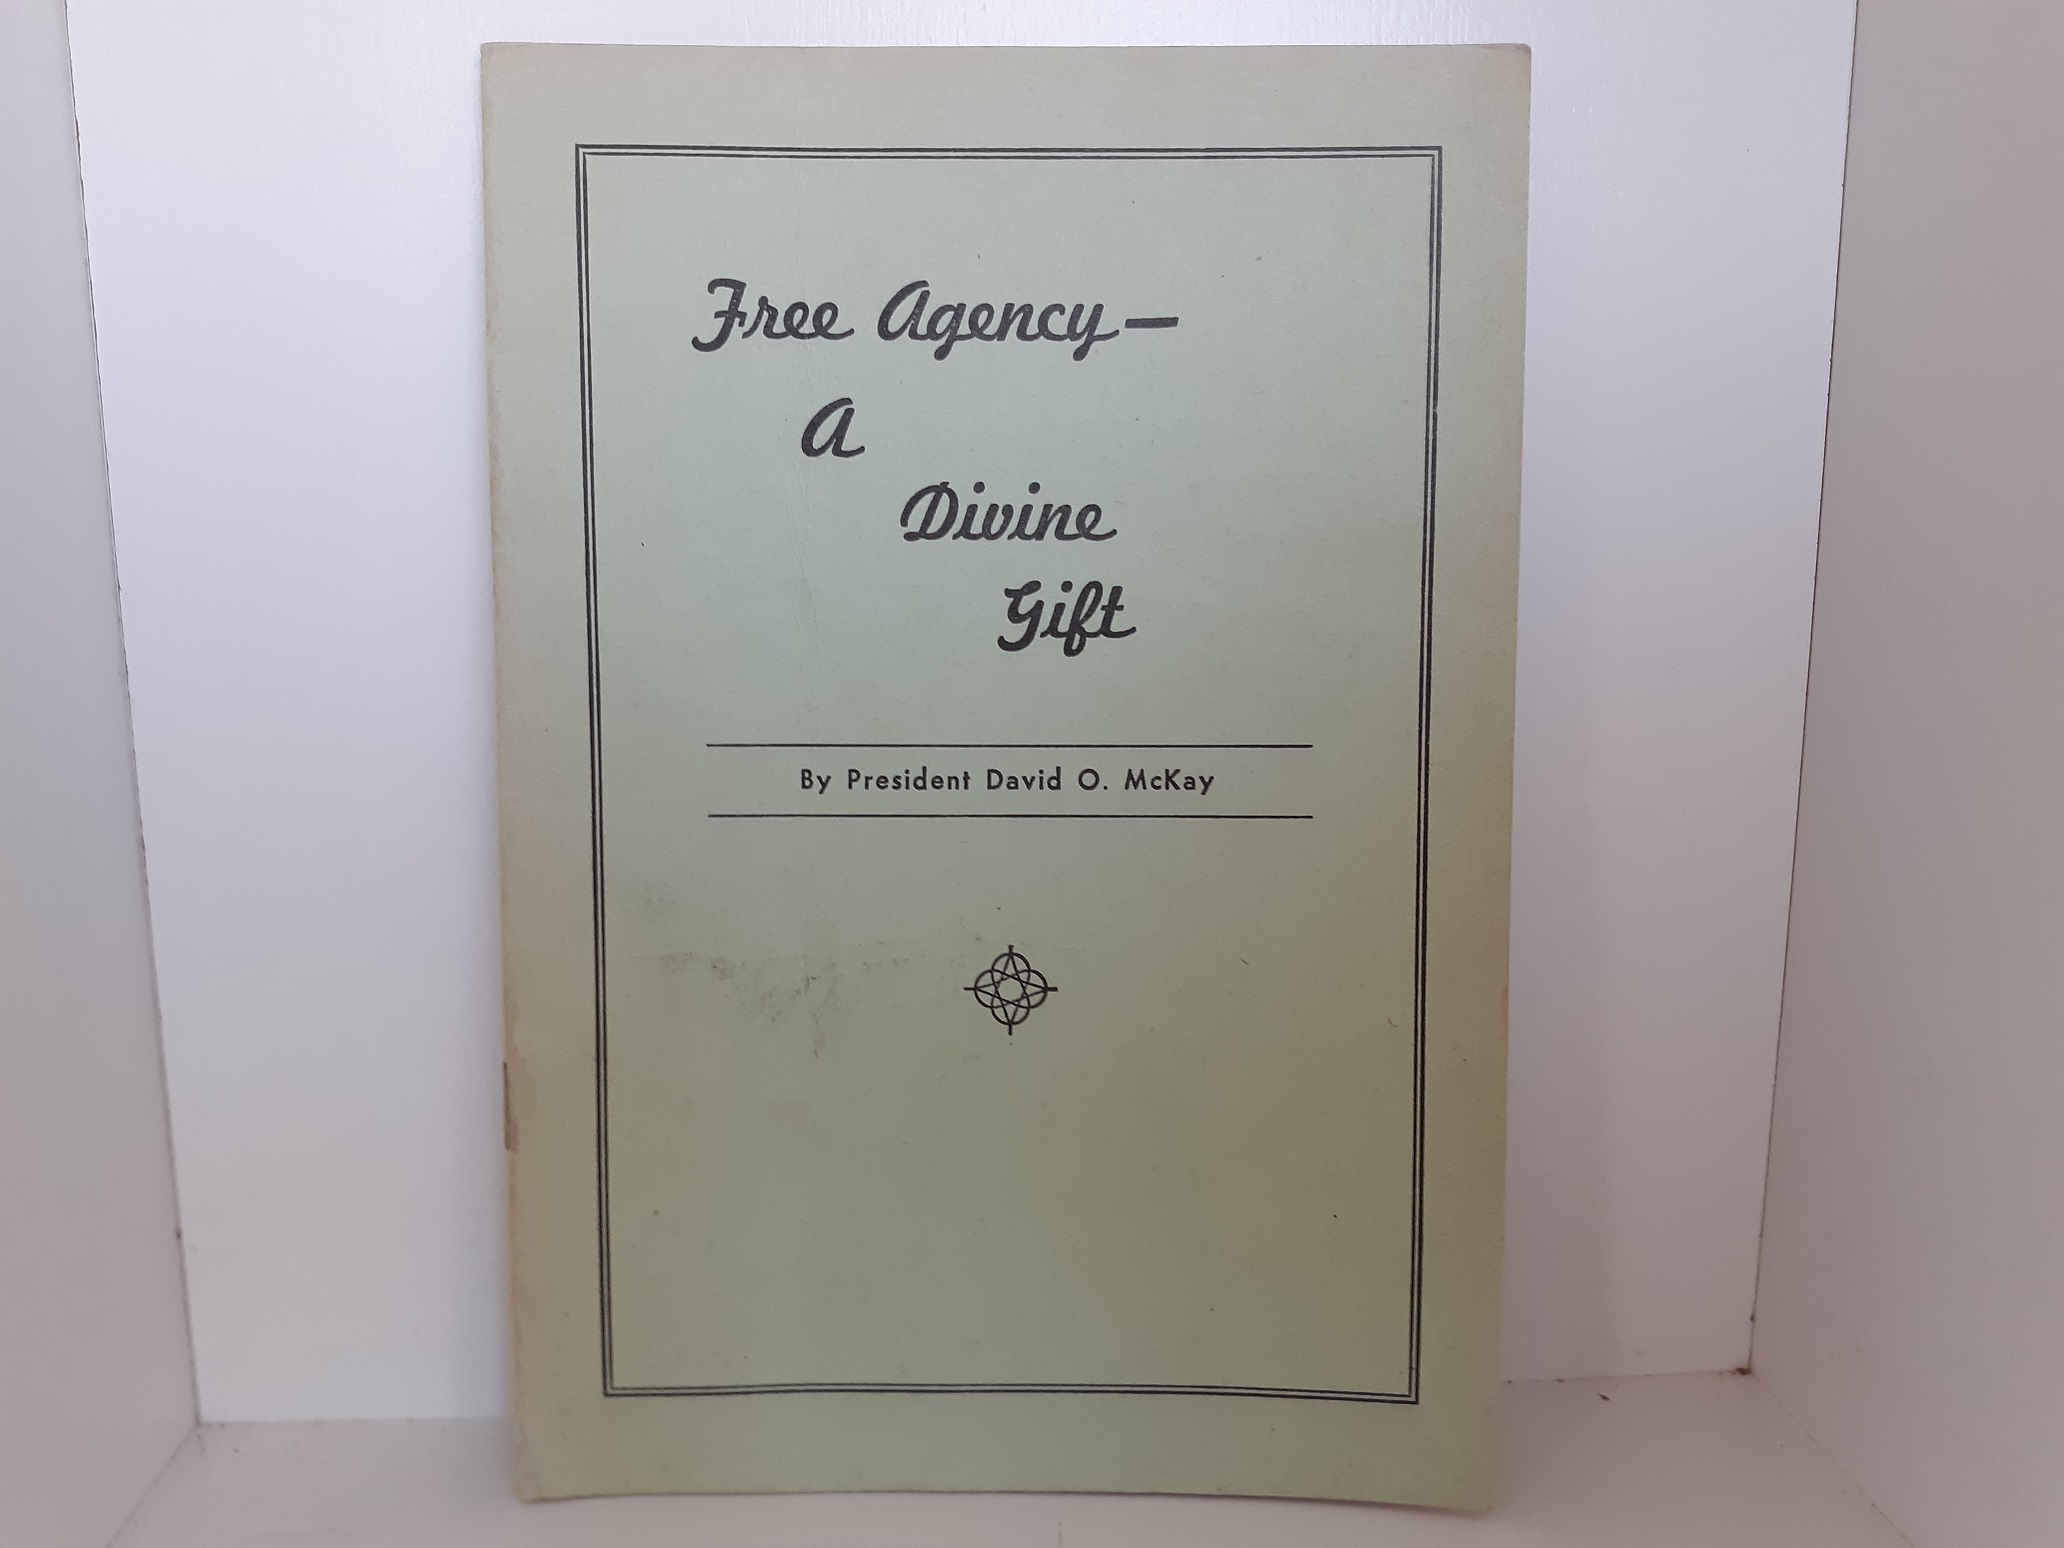 Free Agency—
A
Divine
Gift
By President David O. McKay